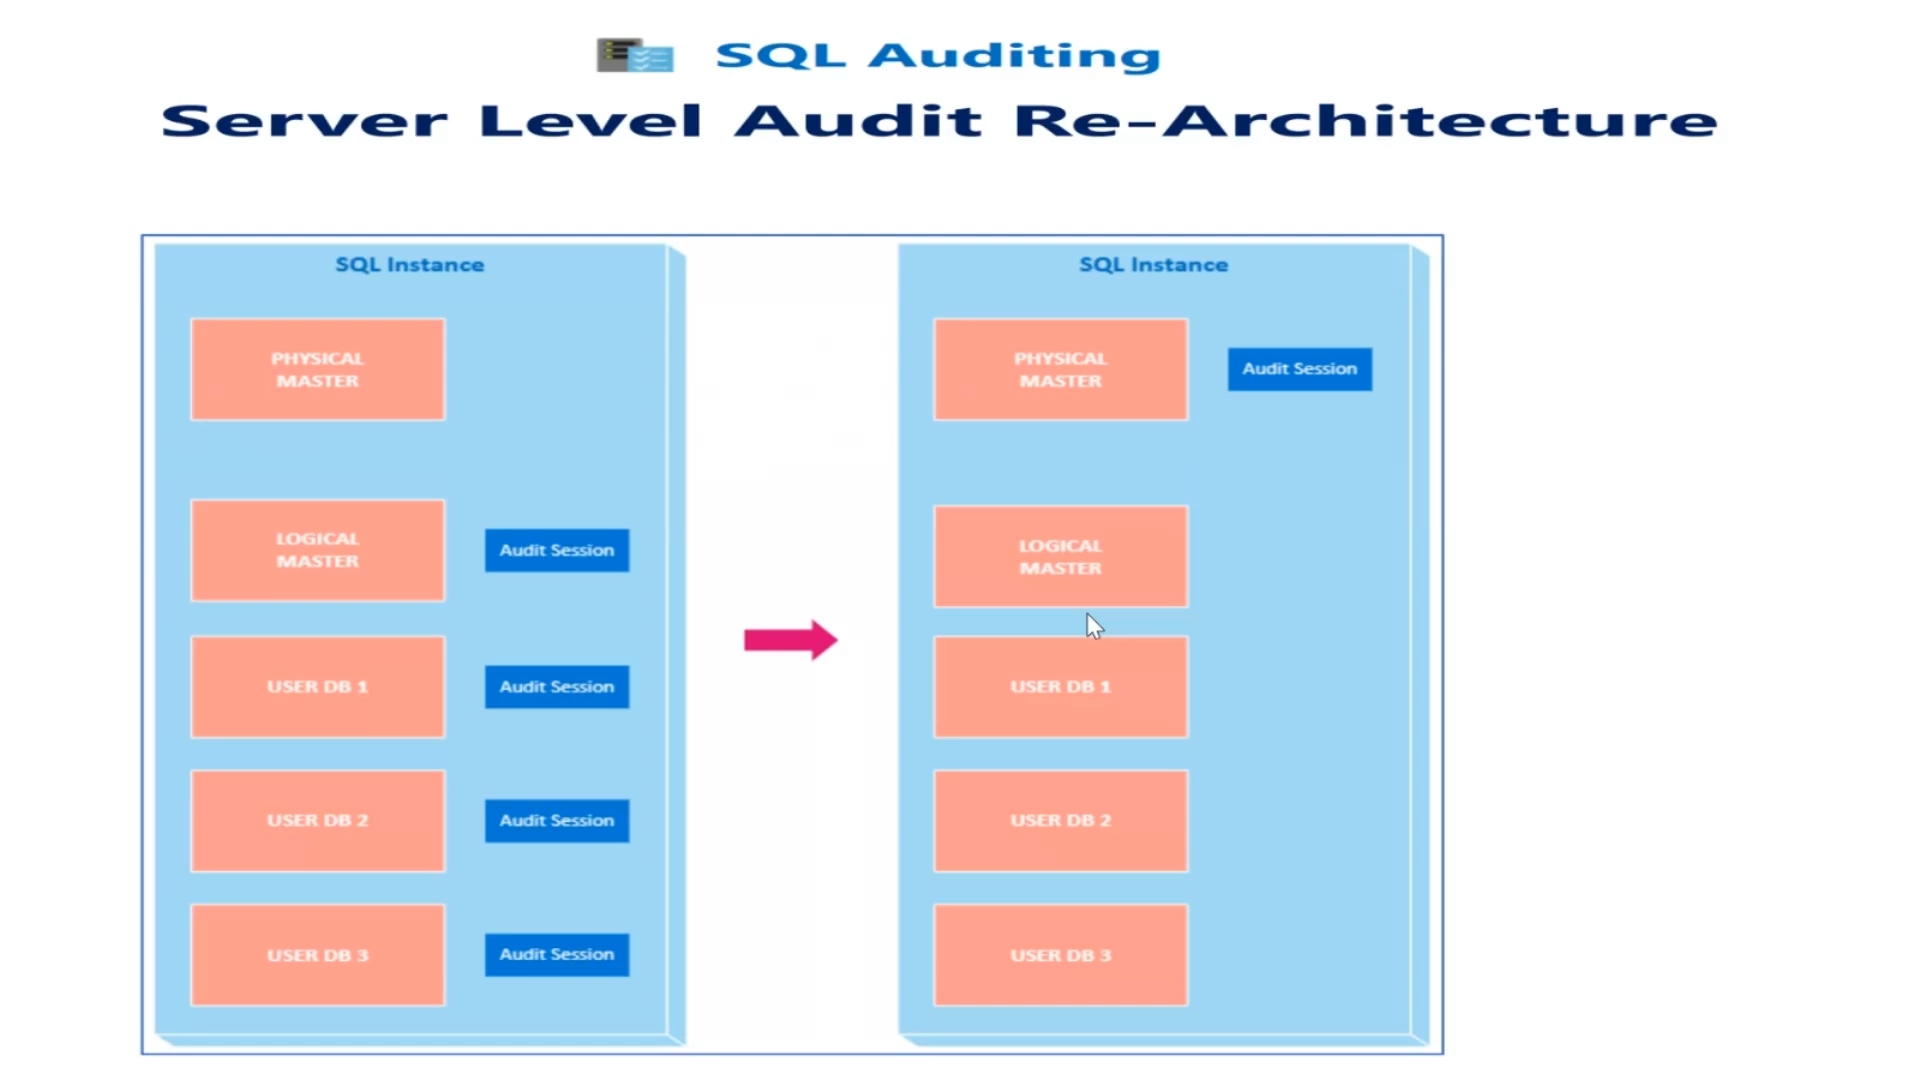 SQL Auditing
Server Level Audit Re-Architecture
SQL Instance
PHYSICAL
MASTER
LOGICAL
MASTER
Audit Session
USER DB 1
Audit Session
USER DB 2
Audit Session
USER DB 3
Audit Session
SQL Instance
PHYSICAL
MASTER
Audit Session
LOGICAL
MASTER
USER DB 1
USER DB 2
USER DB 3